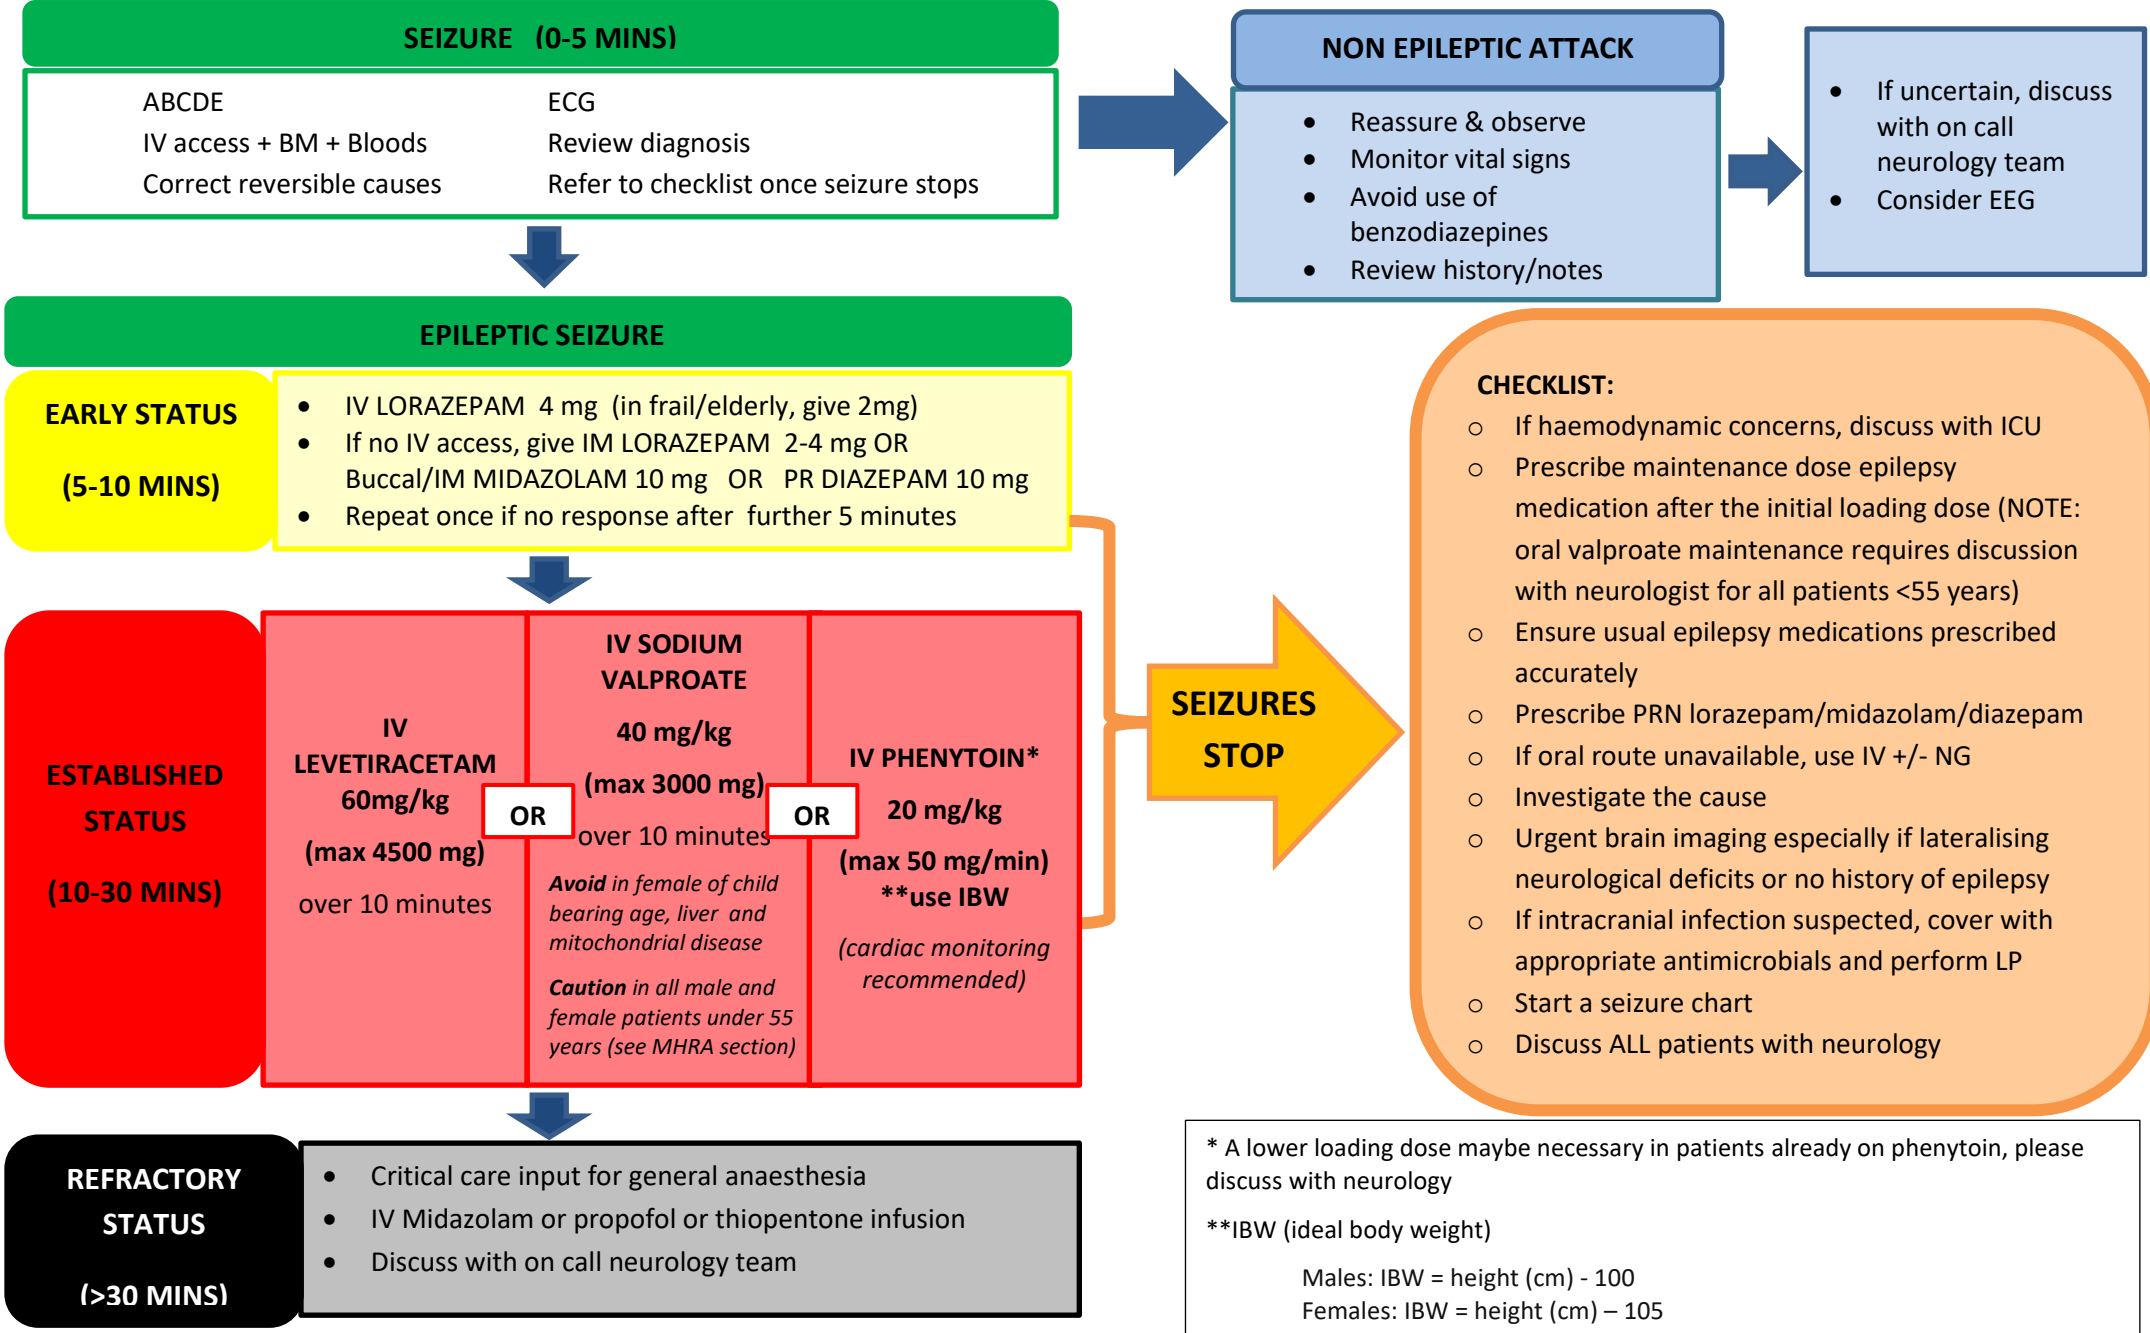 SEIZURE (0-5 MINS)
ABCDE
IV access + BM + Bloods
Correct reversible causes
ECG
Review diagnosis
Refer to checklist once seizure stops
NON EPILEPTIC ATTACK
• Reassure & observe
• Monitor vital signs
• Avoid use of
benzodiazepines
• Review history/notes
• If uncertain, discuss
with on call
neurology team
• Consider EEG
EPILEPTIC SEIZURE
EARLY STATUS
(5-10 MINS)
• IV LORAZEPAM 4 mg (in frail/elderly, give 2mg)
• If no IV access, give IM LORAZEPAM 2-4 mg OR
Buccal/IM MIDAZOLAM 10 mg OR PR DIAZEPAM 10 mg
• Repeat once if no response after further 5 minutes
ESTABLISHED
STATUS
(10-30 MINS)
IV
LEVETIRACETAM
60mg/kg
(max 4500 mg)
over 10 minutes
OR
IV SODIUM
VALPROATE
40 mg/kg
(max 3000 mg)
over 10 minutes
Avoid in female of child
bearing age, liver and
mitochondrial disease
Caution in all male and
female patients under 55
years (see MHRA section)
OR
IV PHENYTOIN*
20 mg/kg
(max 50 mg/min)
**use IBW
(cardiac monitoring
recommended)
REFRACTORY
STATUS
(>30 MINS)
• Critical care input for general anaesthesia
• IV Midazolam or propofol or thiopentone infusion
• Discuss with on call neurology team
SEIZURES
STOP
CHECKLIST:
o If haemodynamic concerns, discuss with ICU
o Prescribe maintenance dose epilepsy
medication after the initial loading dose (NOTE:
oral valproate maintenance requires discussion
with neurologist for all patients <55 years)
o Ensure usual epilepsy medications prescribed
accurately
o Prescribe PRN lorazepam/midazolam/diazepam
o If oral route unavailable, use IV +/- NG
o Investigate the cause
o Urgent brain imaging especially if lateralising
neurological deficits or no history of epilepsy
o If intracranial infection suspected, cover with
appropriate antimicrobials and perform LP
o Start a seizure chart
o Discuss ALL patients with neurology
* A lower loading dose maybe necessary in patients already on phenytoin, please
discuss with neurology
**IBW (ideal body weight)
Males: IBW = height (cm) - 100
Females: IBW = height (cm) – 105